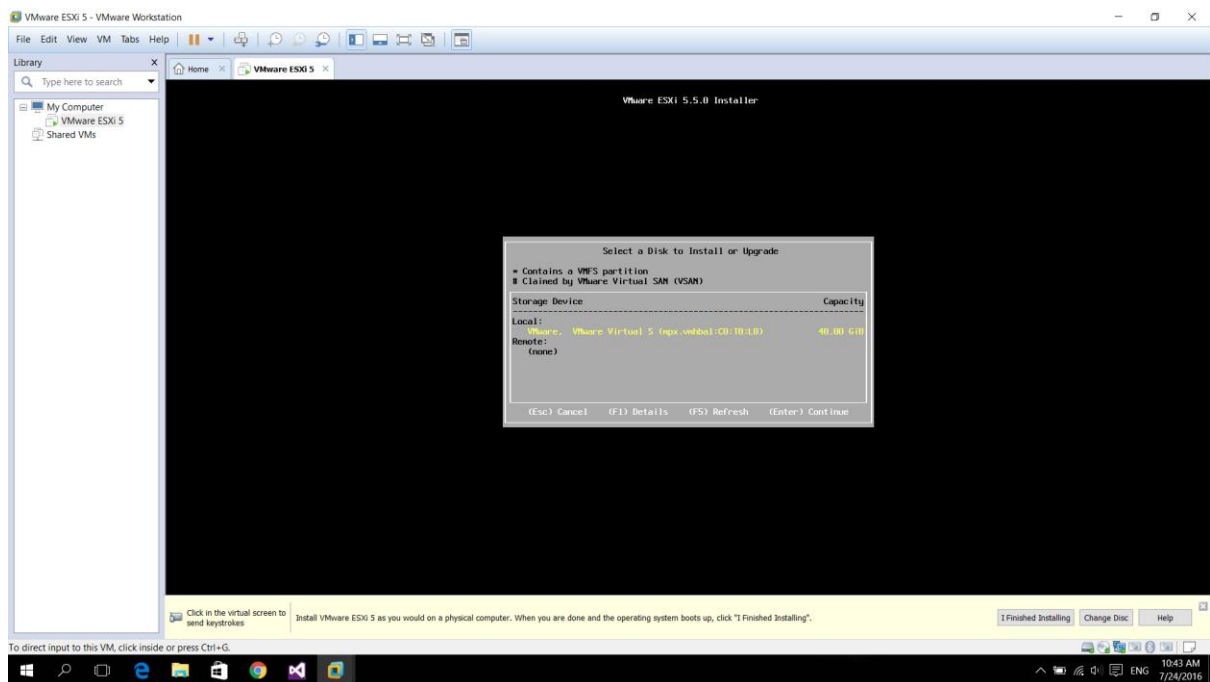 VMware ESXi 5 - VMware Workstation
File Edit View VM Tabs Help
Library x
Type here to search
My Computer
VMware ESXi 5
Shared VMs
Home × VMware ESXi 5 ×
VMware ESXi 5.5.0 Installer
Select a Disk to Install or Upgrade
* Contains a VMFS partition
# Claimed by VMware Virtual SAN (VSAN)
Storage Device Capacity
Local:
VMware, VMware Virtual S (mpx.vmhba1:C0:T0:L0) 40.00 GiB
Remote:
(none)
(Esc) Cancel (F1) Details (F5) Refresh (Enter) Continue
Click in the virtual screen to
send keystrokes
Install VMware ESXi 5 as you would on a physical computer. When you are done and the operating system boots up, click "I Finished Installing".
I Finished Installing Change Disc Help
To direct input to this VM, click inside or press Ctrl+G.
ENG
10:43 AM
7/24/2016